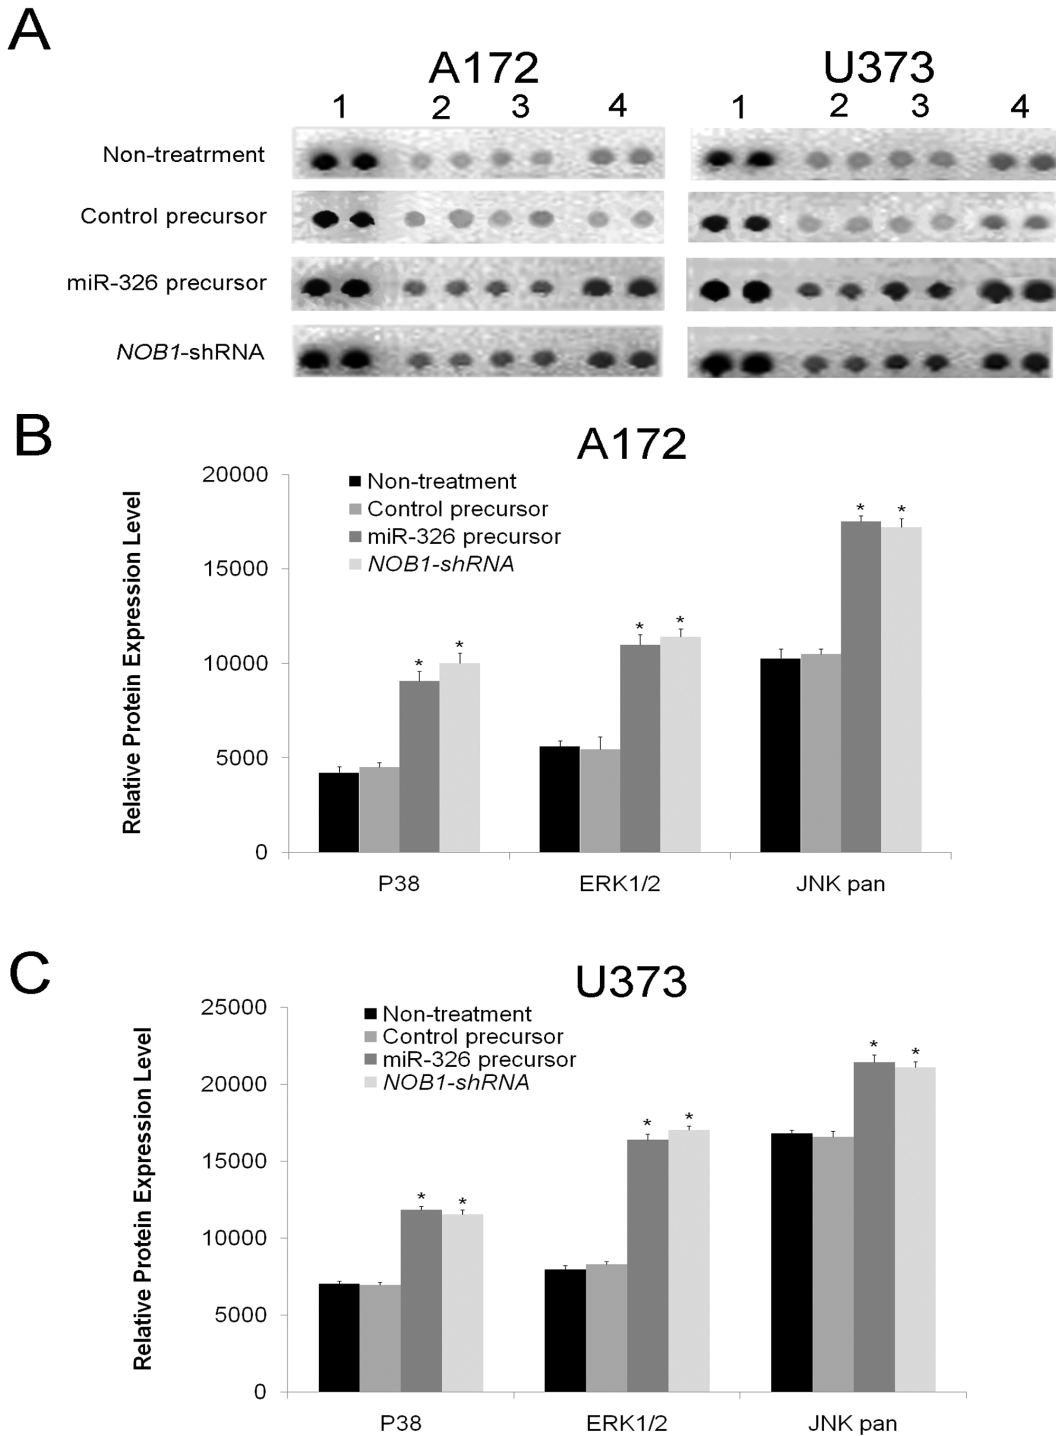 A
A172 U373
1 2 3 4 1 2 3 4
Non-treatrment
Control precursor
miR-326 precursor
NOB1-shRNA
B
A172
Relative Protein Expression Level
20000
15000
10000
5000
0
Non-treatment
Control precursor
miR-326 precursor
NOB1-shRNA
* * * * * *
P38 ERK1/2 JNK pan
C
U373
Relative Protein Expression Level
25000
20000
15000
10000
5000
0
Non-treatment
Control precursor
miR-326 precursor
NOB1-shRNA
* * * * * *
P38 ERK1/2 JNK pan